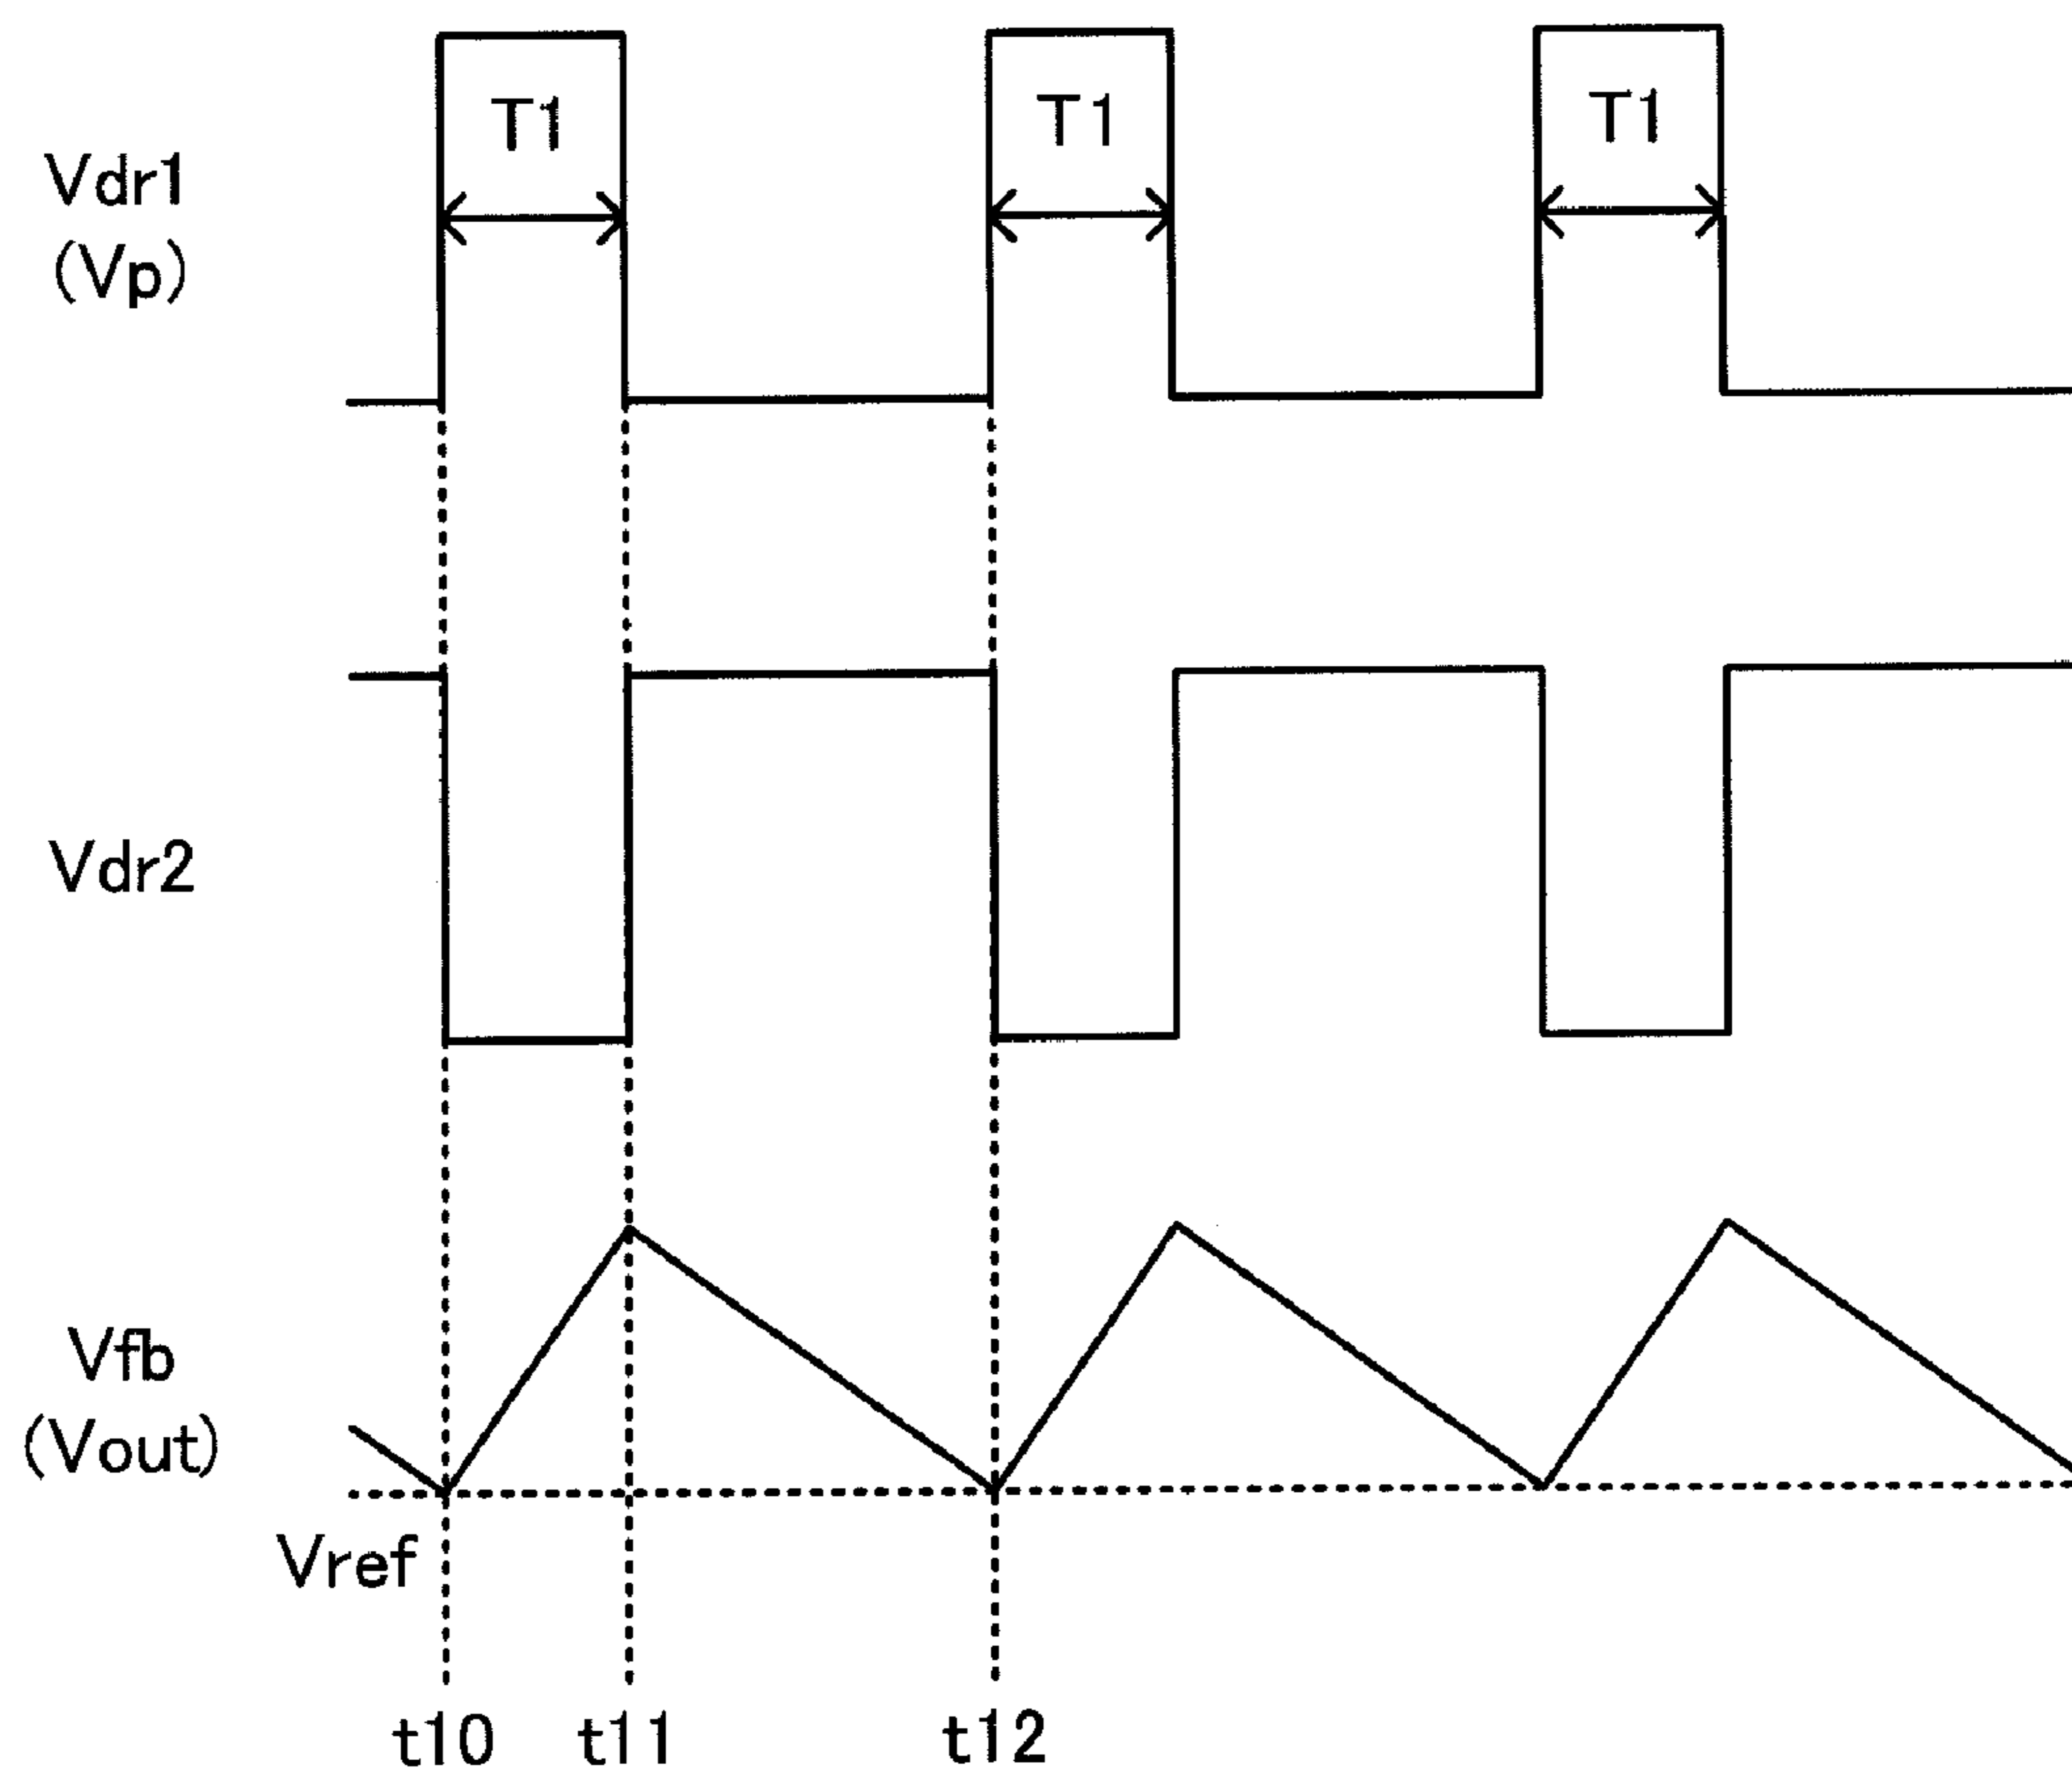 T1 T1 T1
Vdr1
(Vp)
Vdr2
Vfb
(Vout)
Vref
t10 t11 t12